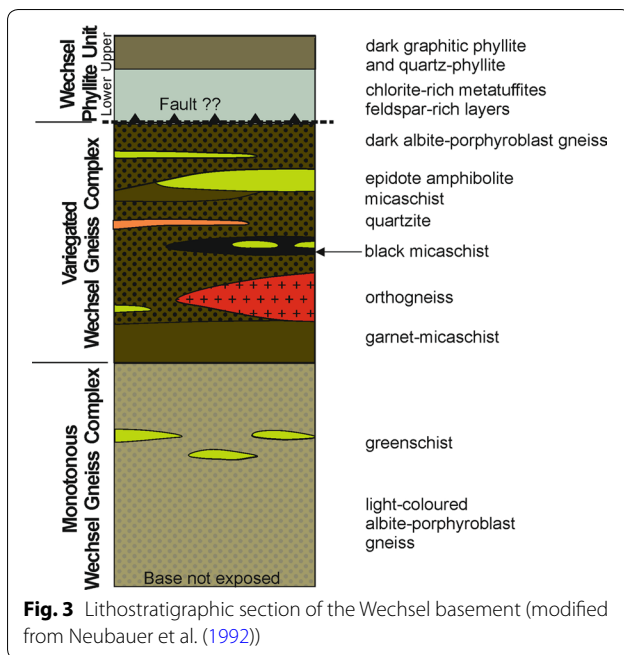 Wechsel
Phyllite Unit
Lower Upper
dark graphitic phyllite
and quartz-phyllite
chlorite-rich metatuffites
feldspar-rich layers
Fault ??
Variegated
Wechsel Gneiss Complex
dark albite-porphyroblast gneiss
epidote amphibolite
micaschist
quartzite
black micaschist
orthogneiss
garnet-micaschist
Monotonous
Wechsel Gneiss Complex
greenschist
light-coloured
albite-porphyroblast
gneiss
Base not exposed
Fig. 3 Lithostratigraphic section of the Wechsel basement (modified
from Neubauer et al. (1992))